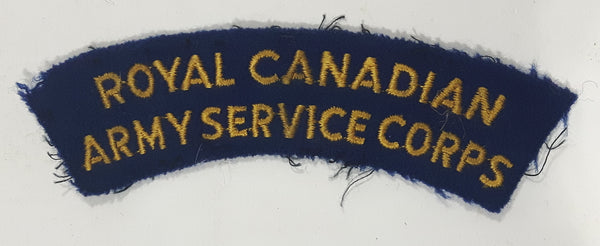 ROYAL CANADIAN
ARMY SERVICE CORPS